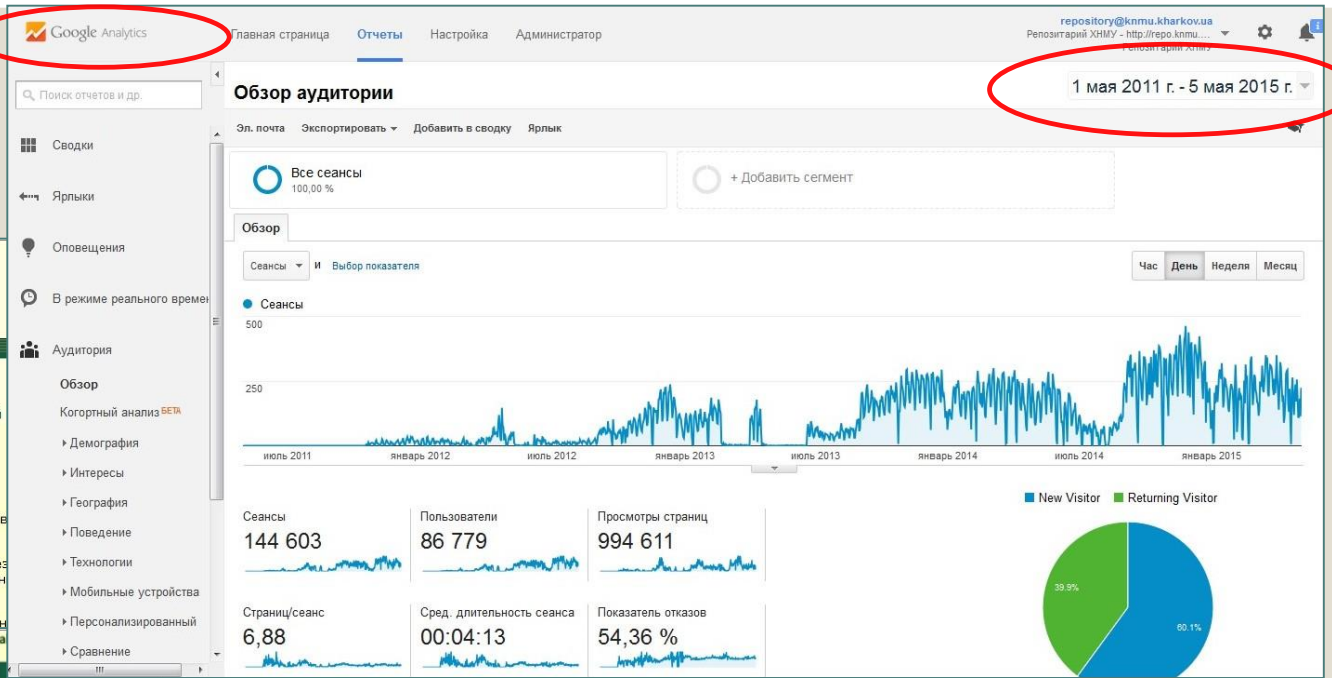 Google Analytics
Главная страница Отчеты Настройка Администратор
repository@knmu.kharkov.ua
Репозитарий ХНМУ - http://repo.knmu....
Репозитарий ХНМУ
Поиск отчетов и др.
Обзор аудитории
1 мая 2011 г. - 5 мая 2015 г.
Эл. почта Экспортировать Добавить в сводку Ярлык
Сводки
Ярлыки
Оповещения
В режиме реального времен
Аудитория
Обзор
Когортный анализ БЕТА
Демография
Интересы
География
Поведение
Технологии
Мобильные устройства
Персонализированный
Сравнение
Все сеансы
100,00 %
+ Добавить сегмент
Обзор
Сеансы и Выбор показателя
Час День Неделя Месяц
Сеансы
500
250
июль 2011 январь 2012 июль 2012 январь 2013 июль 2013 январь 2014 июль 2014 январь 2015
Сеансы Пользователи Просмотры страниц
144 603 86 779 994 611
Страниц/сеанс Сред. длительность сеанса Показатель отказов
6,88 00:04:13 54,36 %
New Visitor Returning Visitor
39.9%
60.1%